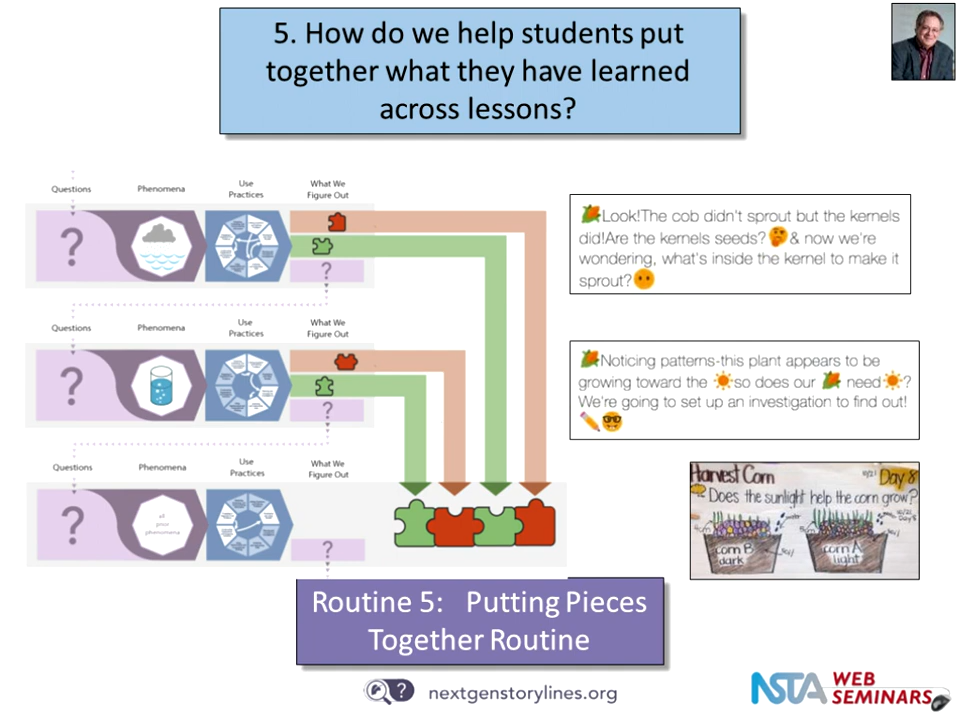 5. How do we help students put
together what they have learned
across lessons?
Questions
Phenomena
Use
Practices
What We
Figure Out
?
?
🌽Look!The cob didn't sprout but the kernels
did!Are the kernels seeds?🤔& now we're
wondering, what's inside the kernel to make it
sprout?😶
Questions
Phenomena
Use
Practices
What We
Figure Out
?
?
🌽Noticing patterns-this plant appears to be
growing toward the ☀️so does our 🌽 need☀️?
We're going to set up an investigation to find out!
✏️🤓
Questions
Phenomena
Use
Practices
What We
Figure Out
?
all
prior
phenomena
?
Harvest Corn
Day 8
Does the sunlight help the corn grow?
water
Day 8
soil
soil
corn B
dark
corn A
light
Routine 5: Putting Pieces
Together Routine
?
nextgenstorylines.org
NSTA WEB
SEMINARS